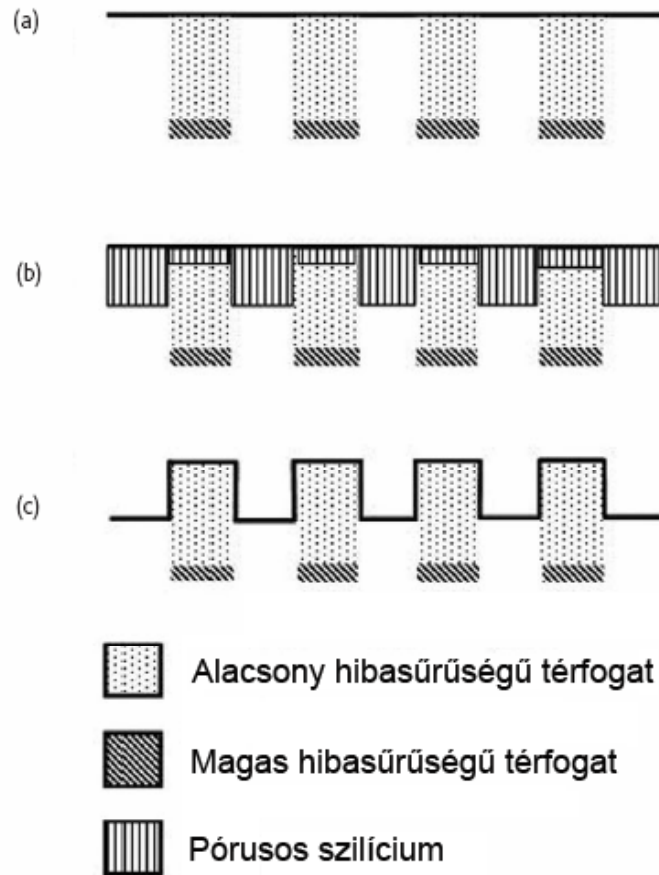 (a)
(b)
(c)
Alacsony hibasűrűségű térfogat
Magas hibasűrűségű térfogat
Pórusos szilícium